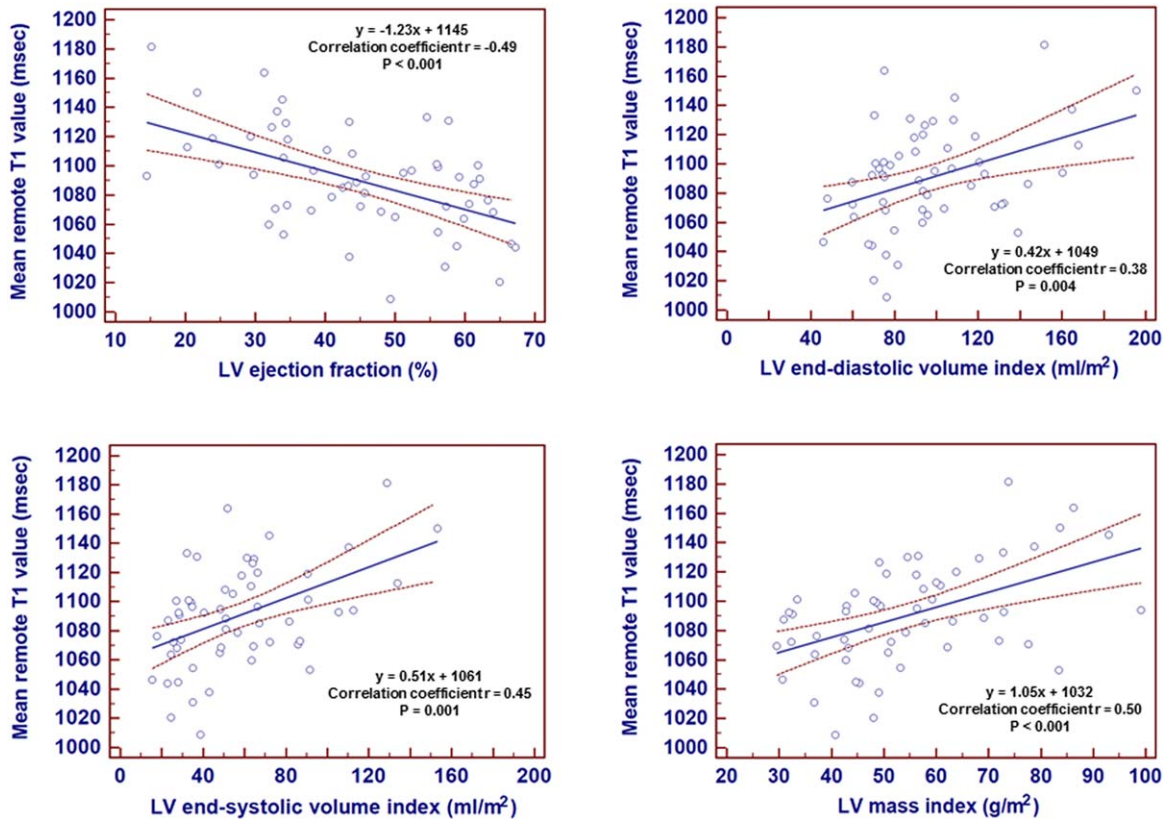 y = -1.23x + 1145
Correlation coefficient r = -0.49
P < 0.001
Mean remote T1 value (msec)
1200
1180
1160
1140
1120
1100
1080
1060
1040
1020
1000
10 20 30 40 50 60 70
LV ejection fraction (%)
y = 0.42x + 1049
Correlation coefficient r = 0.38
P = 0.004
Mean remote T1 value (msec)
1200
1180
1160
1140
1120
1100
1080
1060
1040
1020
1000
0 40 80 120 160 200
LV end-diastolic volume index (ml/m²)
y = 0.51x + 1061
Correlation coefficient r = 0.45
P = 0.001
Mean remote T1 value (msec)
1200
1180
1160
1140
1120
1100
1080
1060
1040
1020
1000
0 40 80 120 160 200
LV end-systolic volume index (ml/m²)
y = 1.05x + 1032
Correlation coefficient r = 0.50
P < 0.001
Mean remote T1 value (msec)
1200
1180
1160
1140
1120
1100
1080
1060
1040
1020
1000
20 30 40 50 60 70 80 90 100
LV mass index (g/m²)